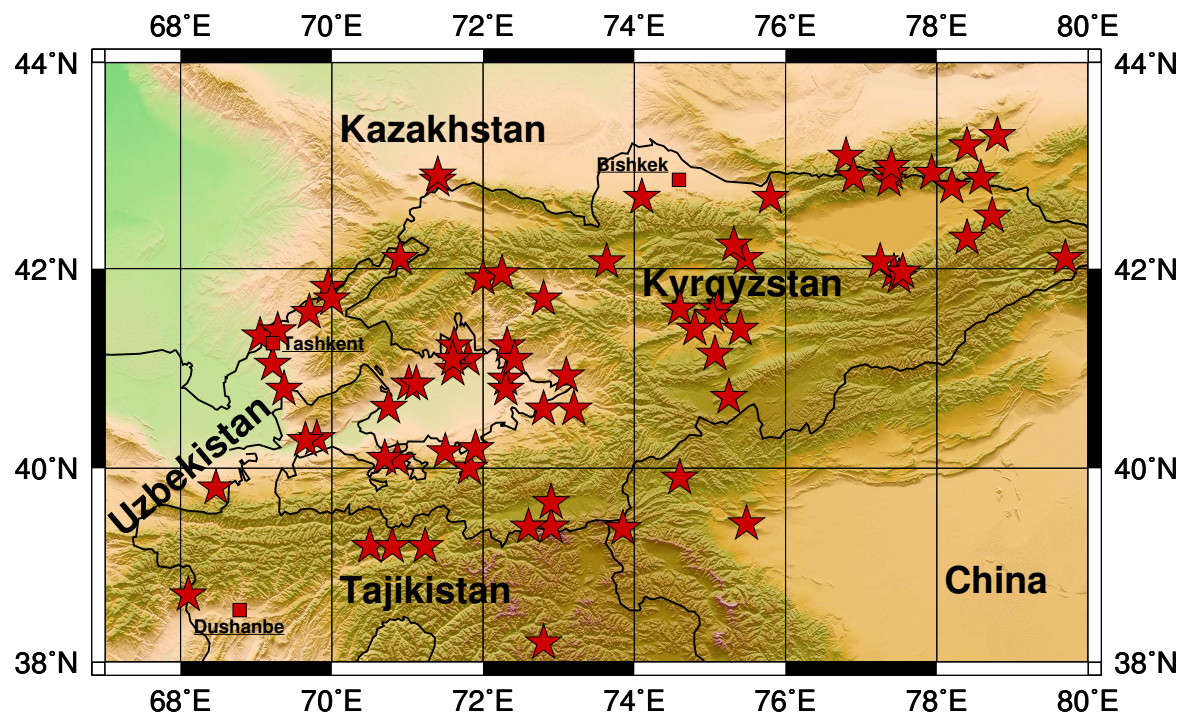 68°E 70°E 72°E 74°E 76°E 78°E 80°E
44°N 44°N
Kazakhstan
Bishkek
42°N 42°N
Kyrgyzstan
Tashkent
Uzbekistan
40°N 40°N
Tajikistan
China
Dushanbe
38°N 38°N
68°E 70°E 72°E 74°E 76°E 78°E 80°E